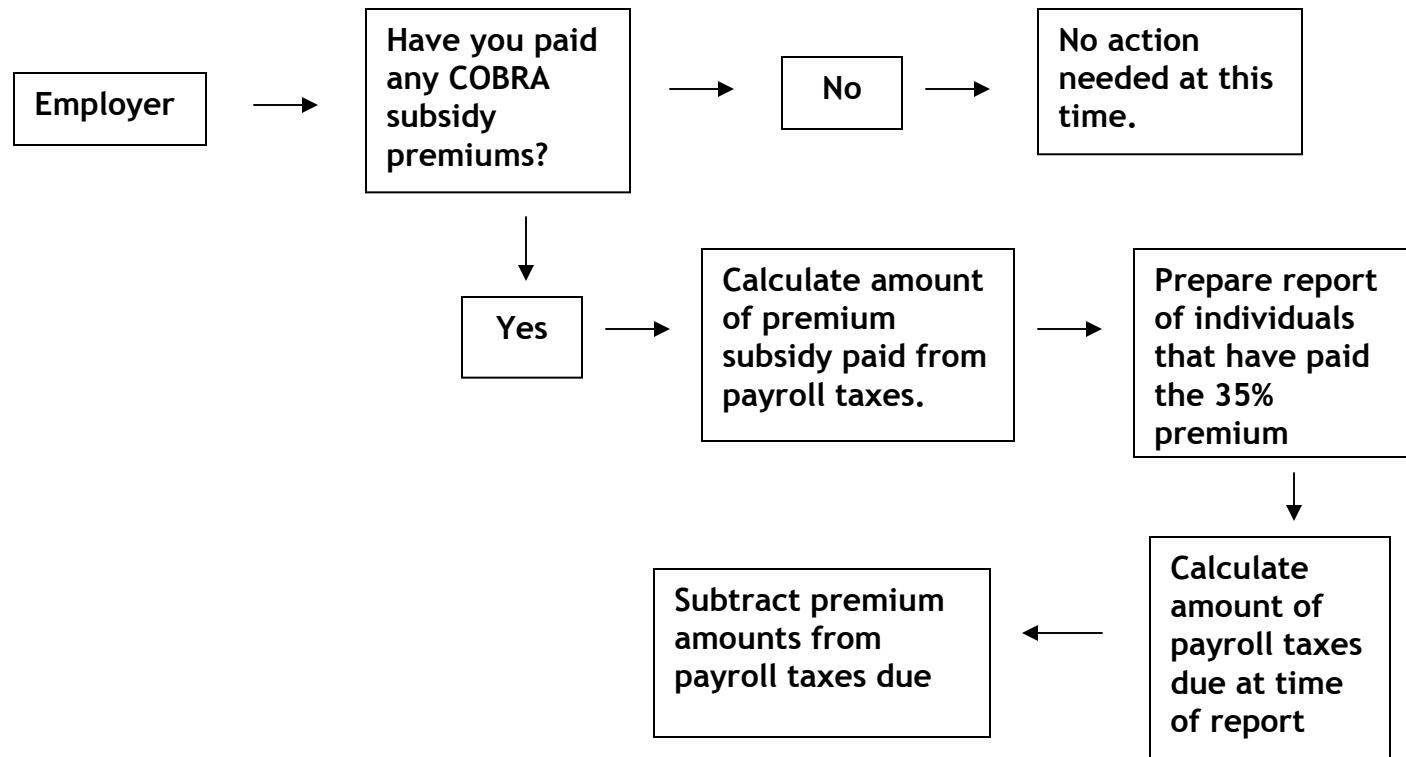 Employer
Have you paid
any COBRA
subsidy
premiums?
No
No action
needed at this
time.
Yes
Calculate amount
of premium
subsidy paid from
payroll taxes.
Prepare report
of individuals
that have paid
the 35%
premium
Calculate
amount of
payroll taxes
due at time
of report
Subtract premium
amounts from
payroll taxes due